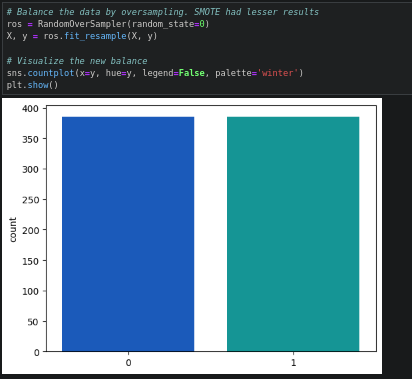 # Balance the data by oversampling. SMOTE had lesser results
ros = RandomOverSampler(random_state=0)
X, y = ros.fit_resample(X, y)
# Visualize the new balance
sns.countplot(x=y, hue=y, legend=False, palette='winter')
plt.show()
400
350
300
250
200
150
100
50
0
count
0 1